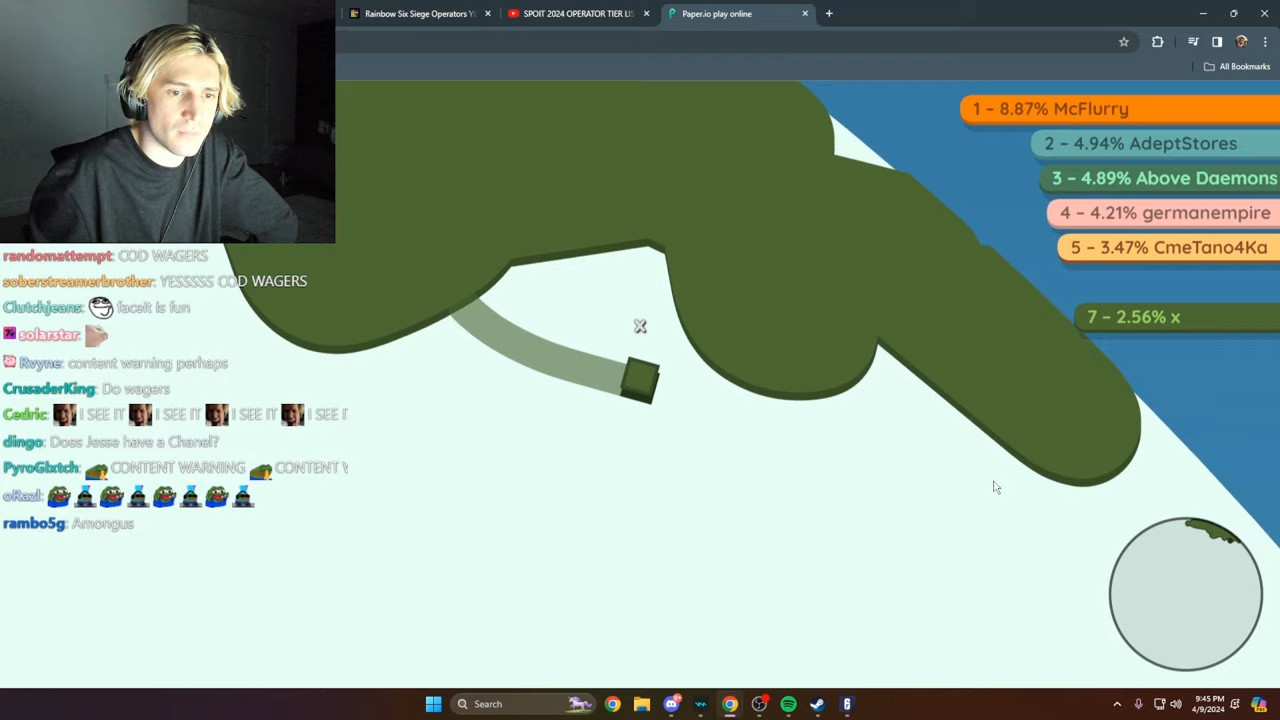 Rainbow Six Siege Operators Y
SPOIT 2024 OPERATOR TIER LIS
Paper.io play online
All Bookmarks
1 – 8.87% McFlurry
2 – 4.94% AdeptStores
3 – 4.89% Above Daemons
4 – 4.21% germanempire
5 – 3.47% CmeTano4Ka
7 – 2.56% x
x
randomattempt: COD WAGERS
soberstreamerbrother: YESSSSS COD WAGERS
Clutchjeans: faceit is fun
solarstar:
Rvyne: content warning perhaps
CrusaderKing: Do wagers
Cedric: I SEE IT I SEE IT I SEE IT I SEE I
dingo: Does Jesse have a Chanel?
PyroGlxtch: CONTENT WARNING CONTENT
oRazl:
rambo5g: Amongus
Search
9:45 PM
4/9/2024